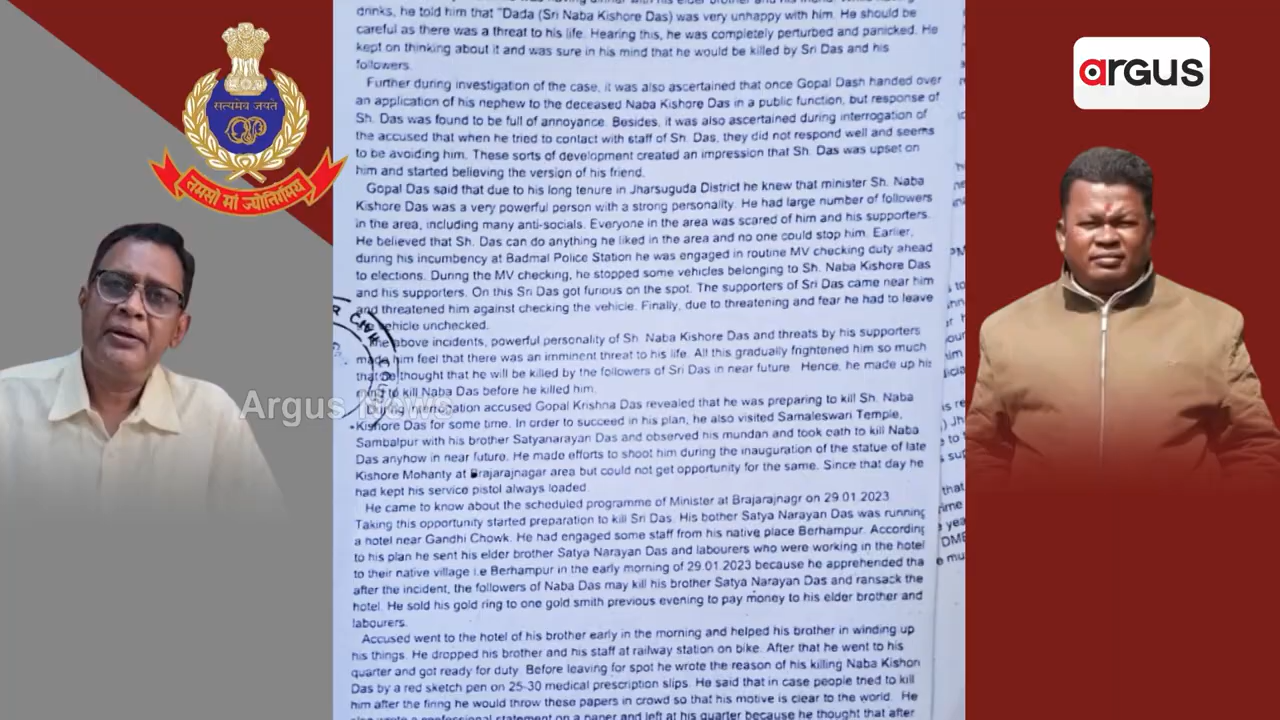 drinks, he told him that "Dada (Sri Naba Kishore Das) was very unhappy with him. He should be
careful as there was a threat to his life. Hearing this, he was completely perturbed and panicked. He
kept on thinking about it and was sure in his mind that he would be killed by Sri Das and his
followers.
Further during investigation of the case, it was also ascertained that once Gopal Dash handed over
an application of his nephew to the deceased Naba Kishore Das in a public function, but response of
Sh. Das was found to be full of annoyance. Besides, it was also ascertained during interrogation of
the accused that when he tried to contact with staff of Sh. Das, they did not respond well and seems
to be avoiding him. These sorts of development created an impression that Sh. Das was upset on
him and started believing the version of his friend.
Gopal Das said that due to his long tenure in Jharsuguda District he knew that minister Sh. Naba
Kishore Das was a very powerful person with a strong personality. He had large number of followers
in the area, including many anti-socials. Everyone in the area was scared of him and his supporters.
He believed that Sh. Das can do anything he liked in the area and no one could stop him. Earlier,
during his incumbency at Badmal Police Station he was engaged in routine MV checking duty ahead
to elections. During the MV checking, he stopped some vehicles belonging to Sh. Naba Kishore Das
and his supporters. On this Sri Das got furious on the spot. The supporters of Sri Das came near him
and threatened him against checking the vehicle. Finally, due to threatening and fear he had to leave
vehicle unchecked.
The above incidents, powerful personality of Sh. Naba Kishore Das and threats by his supporters
made him feel that there was an imminent threat to his life. All this gradually frightened him so much
that he thought that he will be killed by the followers of Sri Das in near future. Hence, he made up his
to kill Naba Das before he killed him.
During interrogation accused Gopal Krishna Das revealed that he was preparing to kill Sh. Naba
Kishore Das for some time. In order to succeed in his plan, he also visited Samaleswari Temple,
Sambalpur with his brother Satyanarayan Das and observed his mundan and took oath to kill Naba
Das anyhow in near future. He made efforts to shoot him during the inauguration of the statue of late
Kishore Mohanty at Brajarajnagar area but could not get opportunity for the same. Since that day he
had kept his service pistol always loaded.
He came to know about the scheduled programme of Minister at Brajarajnagr on 29.01.2023
Taking this opportunity started preparation to kill Sri Das. His bother Satya Narayan Das was running
a hotel near Gandhi Chowk. He had engaged some staff from his native place Berhampur. According
to his plan he sent his elder brother Satya Narayan Das and labourers who were working in the hotel
to their native village i.e Berhampur in the early morning of 29.01.2023 because he apprehended tha
after the incident, the followers of Naba Das may kill his brother Satya Narayan Das and ransack the
hotel. He sold his gold ring to one gold smith previous evening to pay money to his elder brother and
labourers.
Accused went to the hotel of his brother early in the morning and helped his brother in winding up
his things. He dropped his brother and his staff at railway station on bike. After that he went to his
quarter and got ready for duty. Before leaving for spot he wrote the reason of his killing Naba Kishor
Das by a red sketch pen on 25-30 medical prescription slips. He said that in case people tried to kill
him after the firing he would throw these papers in crowd so that his motive is clear to the world. He
a paper and left at his quarter because he thought that after
सत्यमेव जयते
तमसो मां ज्योतिर्गमय
argus
Argus News